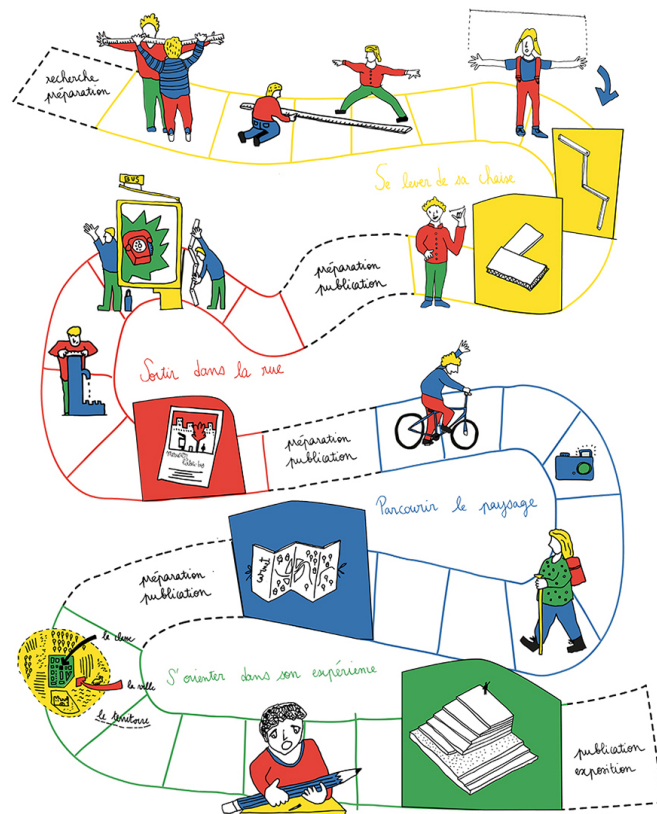 recherche
préparation
Se lever de sa chaise
BUS
préparation
publication
Sortir dans la rue
préparation
publication
Parcourir le paysage
préparation
publication
la classe
S'orienter dans son expérience
la ville
le territoire
publication
exposition